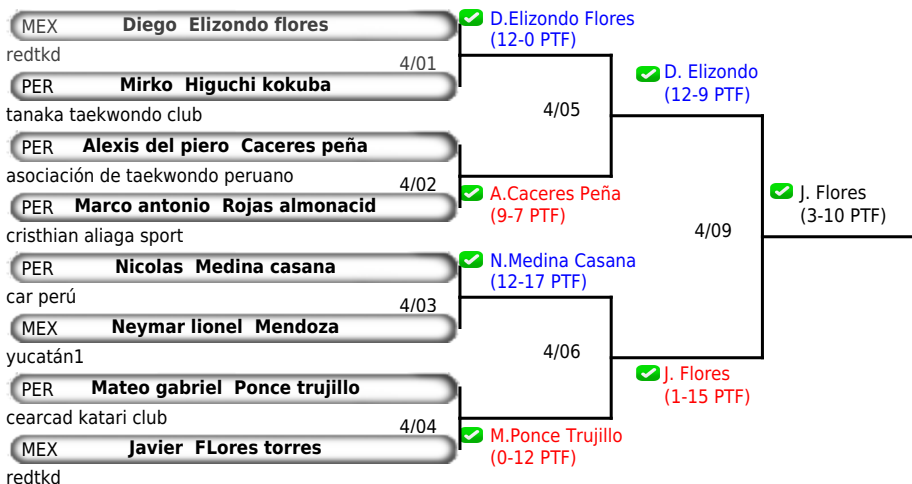 MEX Diego Elizondo flores
redtkd
4/01
PER Mirko Higuchi kokuba
tanaka taekwondo club
PER Alexis del piero Caceres peña
asociación de taekwondo peruano
4/02
PER Marco antonio Rojas almonacid
cristhian aliaga sport
PER Nicolas Medina casana
car perú
4/03
MEX Neymar lionel Mendoza
yucatán1
PER Mateo gabriel Ponce trujillo
cearcad katari club
4/04
MEX Javier FLores torres
redtkd
D.Elizondo Flores
(12-0 PTF)
4/05
A.Caceres Peña
(9-7 PTF)
N.Medina Casana
(12-17 PTF)
4/06
M.Ponce Trujillo
(0-12 PTF)
D. Elizondo
(12-9 PTF)
4/09
J. Flores
(1-15 PTF)
J. Flores
(3-10 PTF)